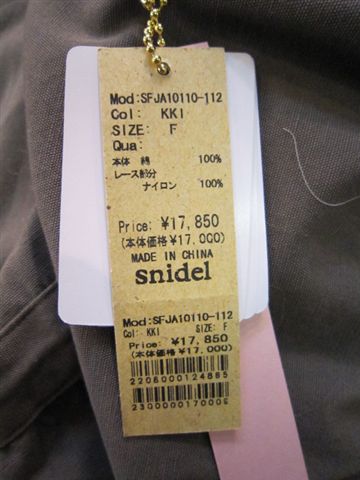 Mod:SFJA10110-112
Col: KKI
SIZE: F
Qua:
本体 綿 100%
レース部分
ナイロン 100%
Price: ¥17,850
(本体価格¥17,000)
MADE IN CHINA
snidel
Mod:SFJA10110-112
Col: KKI SIZE: F
Price: ¥17,850
(本体価格¥17,000)
2208000124885
2300000170009